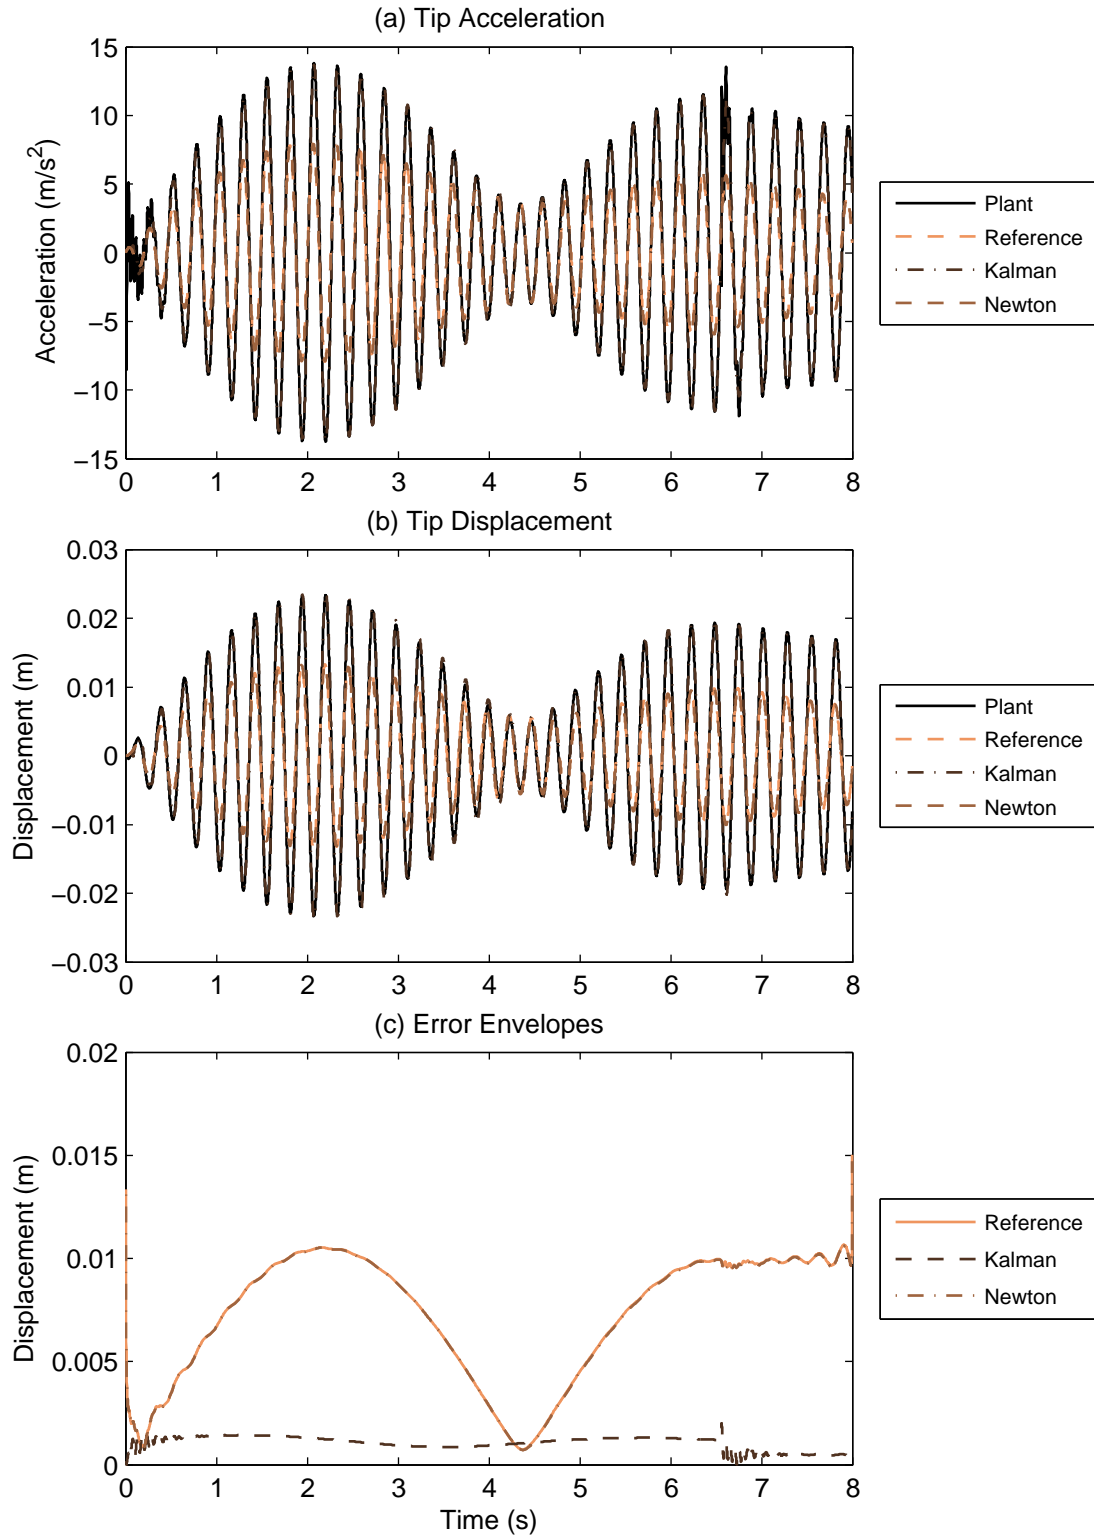 (a) Tip Acceleration
15
10
5
0
−5
−10
−15
Acceleration (m/s²)
0 1 2 3 4 5 6 7 8
Plant
Reference
Kalman
Newton
(b) Tip Displacement
0.03
0.02
0.01
0
−0.01
−0.02
−0.03
Displacement (m)
0 1 2 3 4 5 6 7 8
Plant
Reference
Kalman
Newton
(c) Error Envelopes
0.02
0.015
0.01
0.005
0
Displacement (m)
0 1 2 3 4 5 6 7 8
Time (s)
Reference
Kalman
Newton